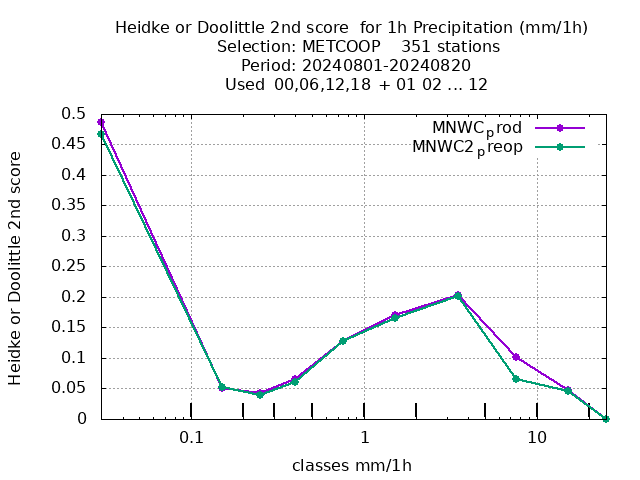 Heidke or Doolittle 2nd score  for 1h Precipitation (mm/1h)
Selection: METCOOP    351 stations
Period: 20240801-20240820
Used  00,06,12,18 + 01 02 ... 12
MNWCprod
MNWC2preop
Heidke or Doolittle 2nd score
0.5
0.45
0.4
0.35
0.3
0.25
0.2
0.15
0.1
0.05
0
0.1
1
10
classes mm/1h